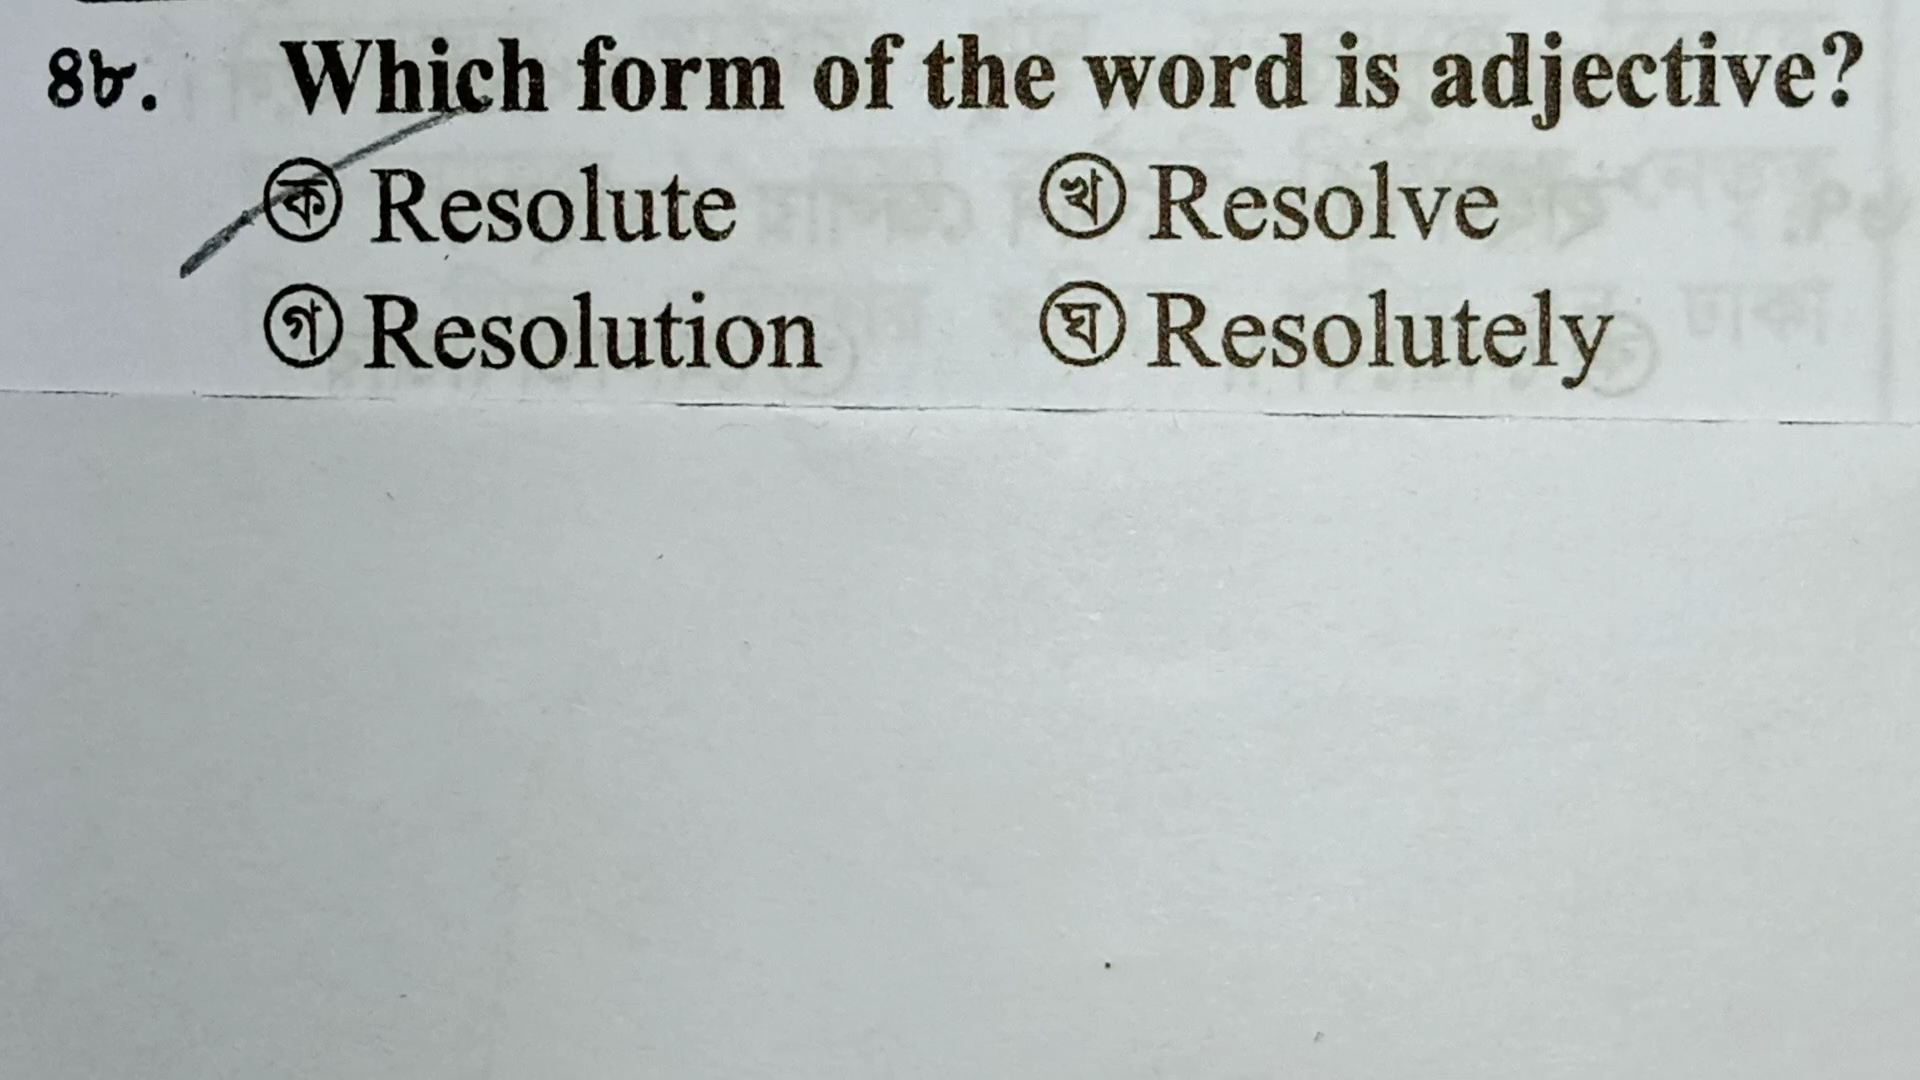 ৪৮. Which form of the word is adjective?
ক Resolute খ Resolve
গ Resolution ঘ Resolutely